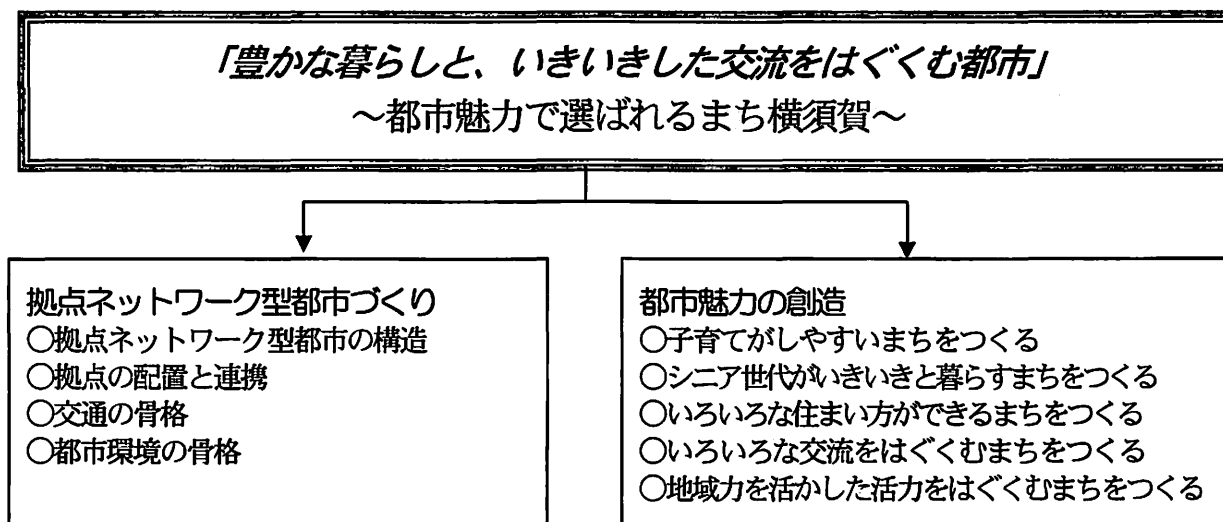 「豊かな暮らしと、いきいきした交流をはぐくむ都市」
～都市魅力で選ばれるまち横須賀～
拠点ネットワーク型都市づくり
○拠点ネットワーク型都市の構造
○拠点の配置と連携
○交通の骨格
○都市環境の骨格
都市魅力の創造
○子育てがしやすいまちをつくる
○シニア世代がいきいきと暮らすまちをつくる
○いろいろな住まい方ができるまちをつくる
○いろいろな交流をはぐくむまちをつくる
○地域力を活かした活力をはぐくむまちをつくる